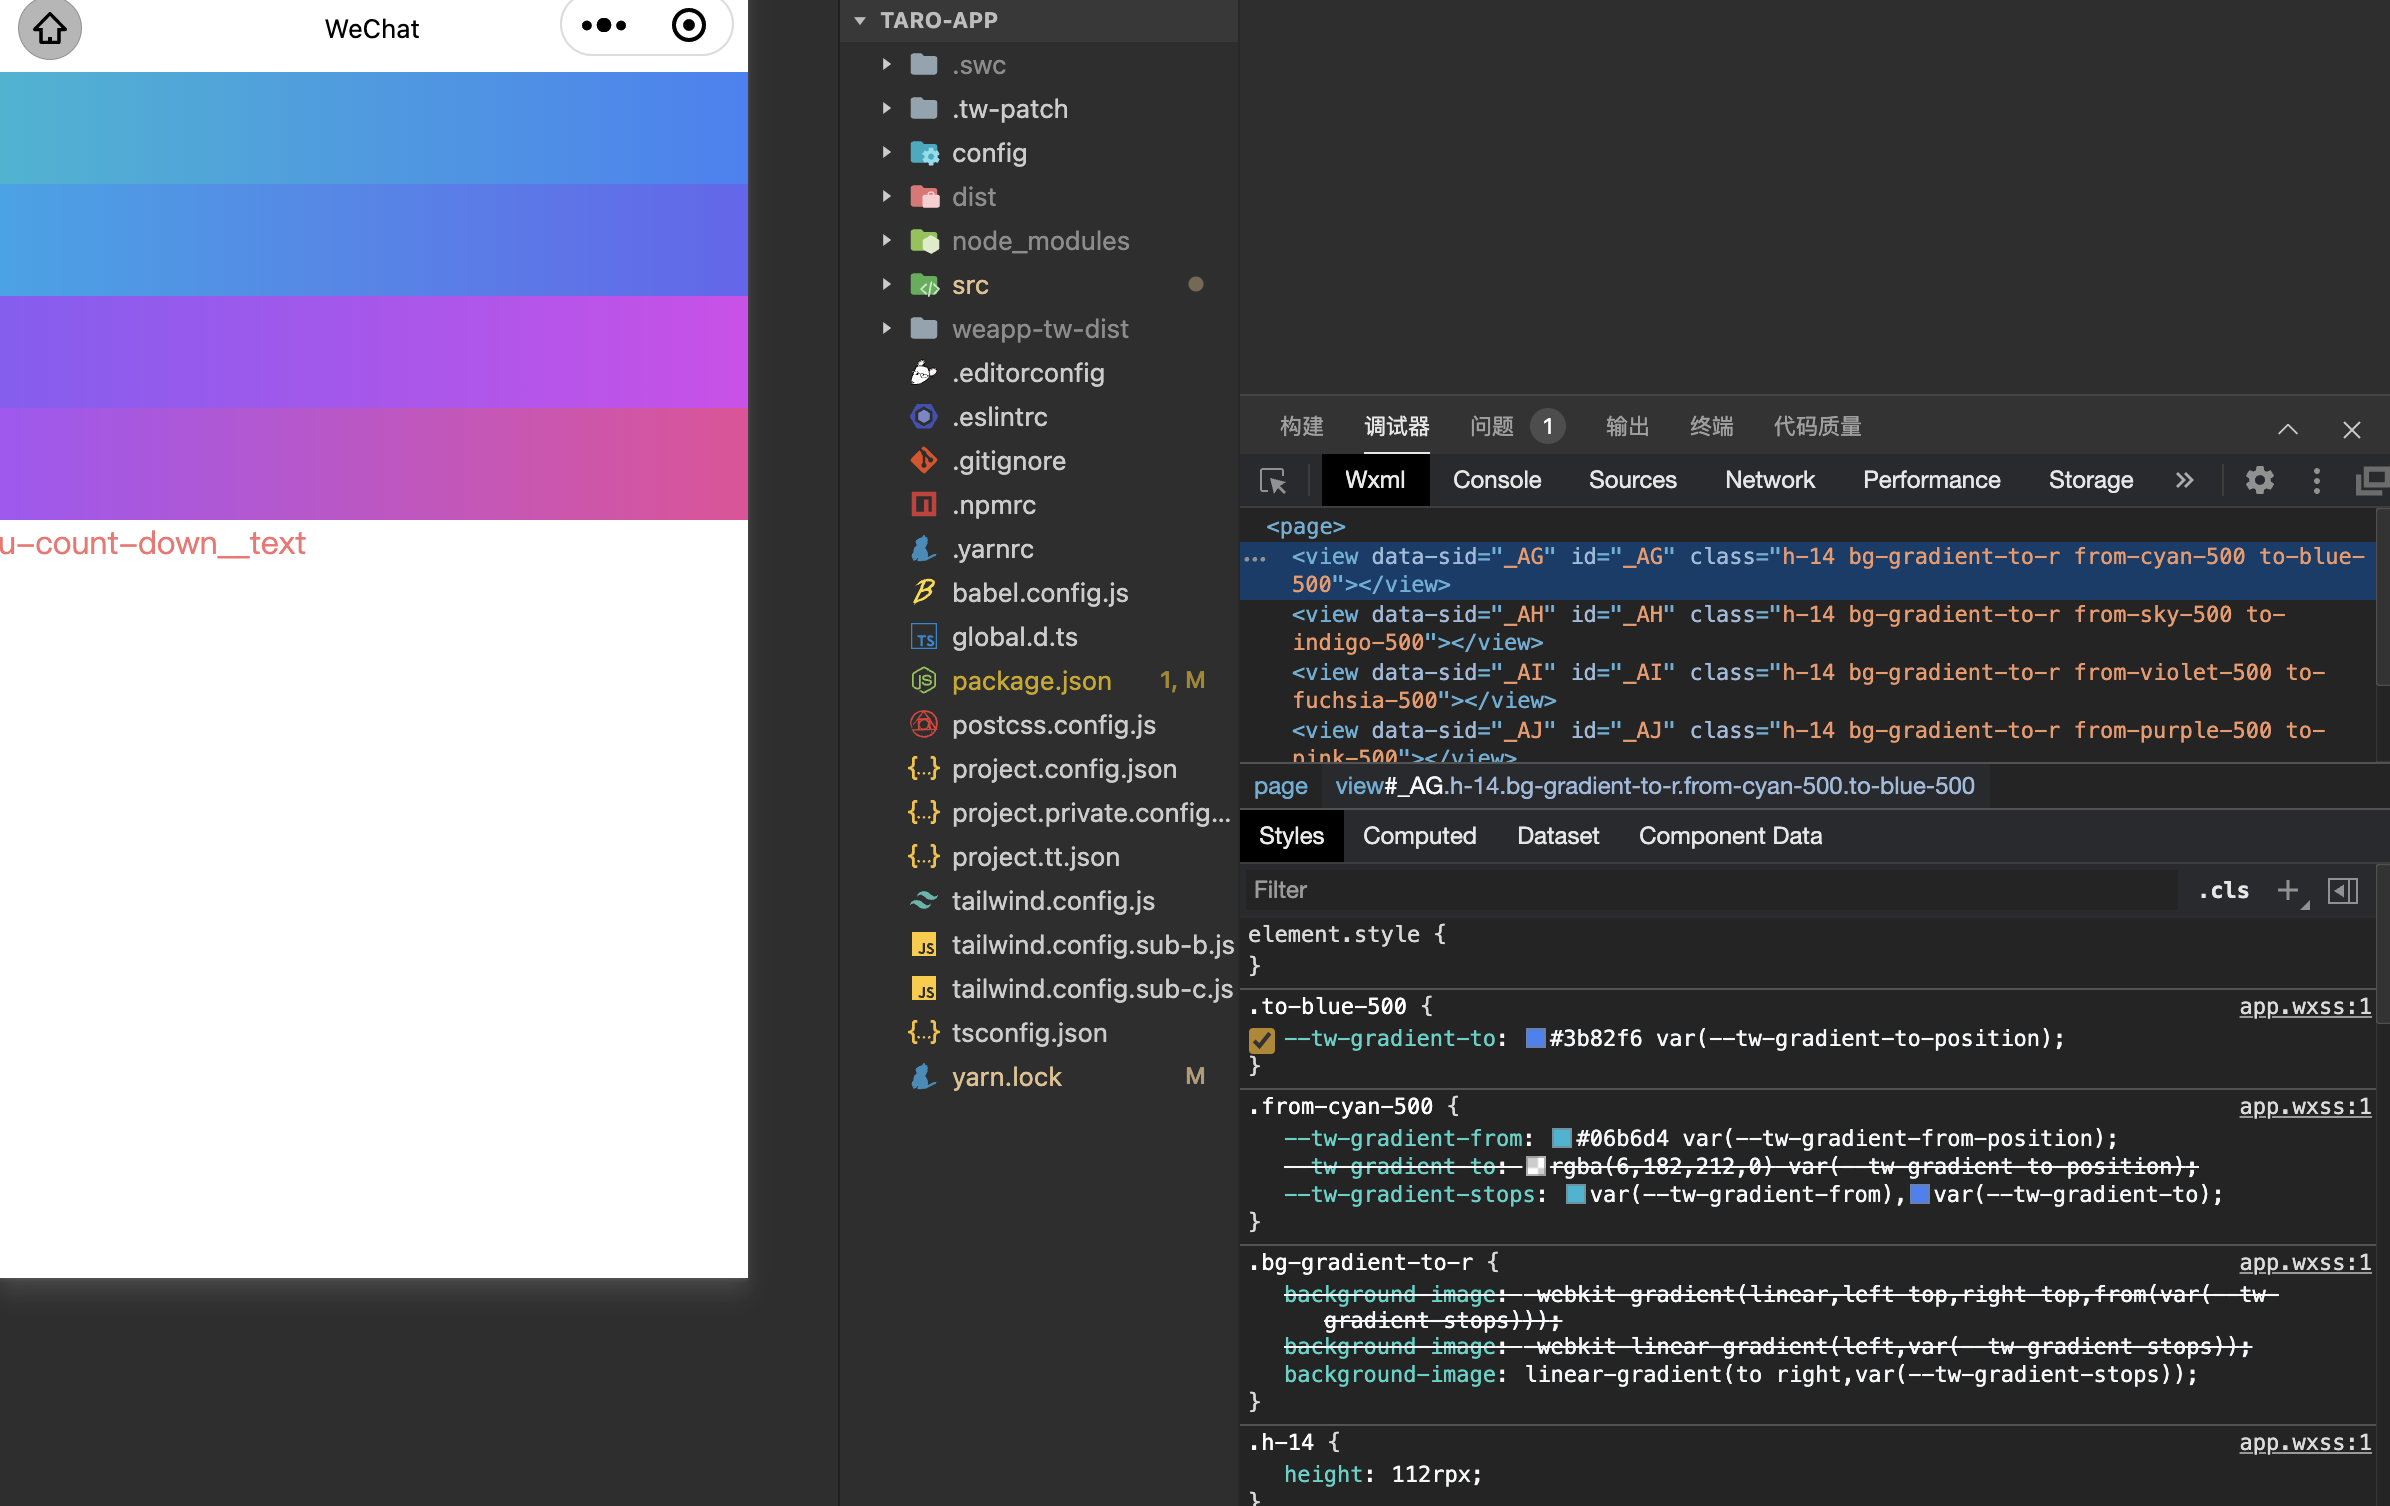 WeChat
u-count-down__text
TARO-APP
.swc
.tw-patch
config
dist
node_modules
src
weapp-tw-dist
.editorconfig
.eslintrc
.gitignore
.npmrc
.yarnrc
babel.config.js
global.d.ts
package.json 1, M
postcss.config.js
project.config.json
project.private.config...
project.tt.json
tailwind.config.js
tailwind.config.sub-b.js
tailwind.config.sub-c.js
tsconfig.json
yarn.lock M
构建 调试器 问题 1 输出 终端 代码质量
Wxml Console Sources Network Performance Storage »
<page>
<view data-sid="_AG" id="_AG" class="h-14 bg-gradient-to-r from-cyan-500 to-blue-
500"></view>
<view data-sid="_AH" id="_AH" class="h-14 bg-gradient-to-r from-sky-500 to-
indigo-500"></view>
<view data-sid="_AI" id="_AI" class="h-14 bg-gradient-to-r from-violet-500 to-
fuchsia-500"></view>
<view data-sid="_AJ" id="_AJ" class="h-14 bg-gradient-to-r from-purple-500 to-
pink-500"></view>
page view#_AG.h-14.bg-gradient-to-r.from-cyan-500.to-blue-500
Styles Computed Dataset Component Data
Filter .cls +
element.style {
}
.to-blue-500 { app.wxss:1
--tw-gradient-to: #3b82f6 var(--tw-gradient-to-position);
}
.from-cyan-500 { app.wxss:1
--tw-gradient-from: #06b6d4 var(--tw-gradient-from-position);
--tw-gradient-to: rgba(6,182,212,0) var(--tw-gradient-to-position);
--tw-gradient-stops: var(--tw-gradient-from),var(--tw-gradient-to);
}
.bg-gradient-to-r { app.wxss:1
background-image: -webkit-gradient(linear,left top,right top,from(var(--tw-
gradient-stops)));
background-image: -webkit-linear-gradient(left,var(--tw-gradient-stops));
background-image: linear-gradient(to right,var(--tw-gradient-stops));
}
.h-14 { app.wxss:1
height: 112rpx;
}